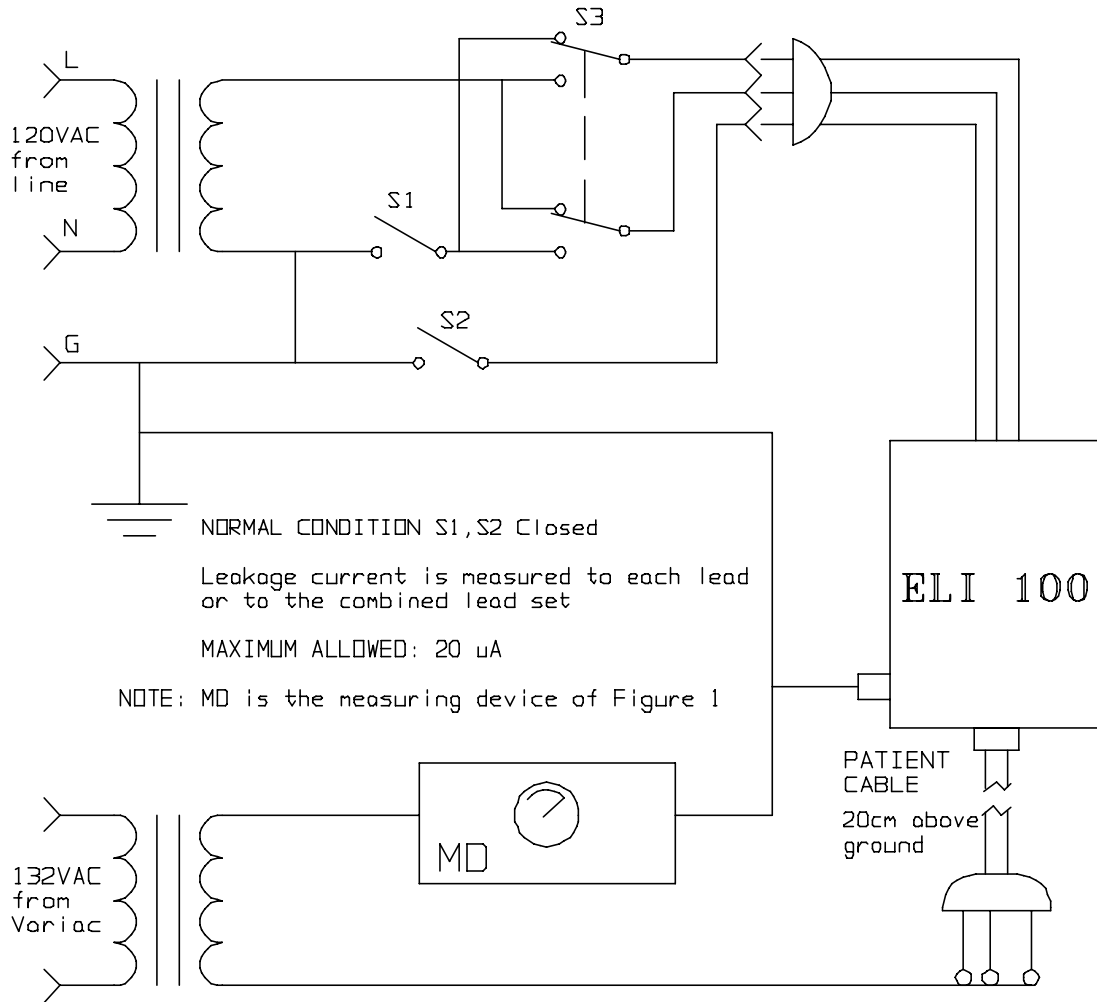 S3
L
120VAC
from
line
N
S1
G
S2
NORMAL CONDITION S1,S2 Closed
Leakage current is measured to each lead
or to the combined lead set
MAXIMUM ALLOWED: 20 uA
NOTE: MD is the measuring device of Figure 1
ELI 100
PATIENT
CABLE
20cm above
ground
MD
132VAC
from
Variac